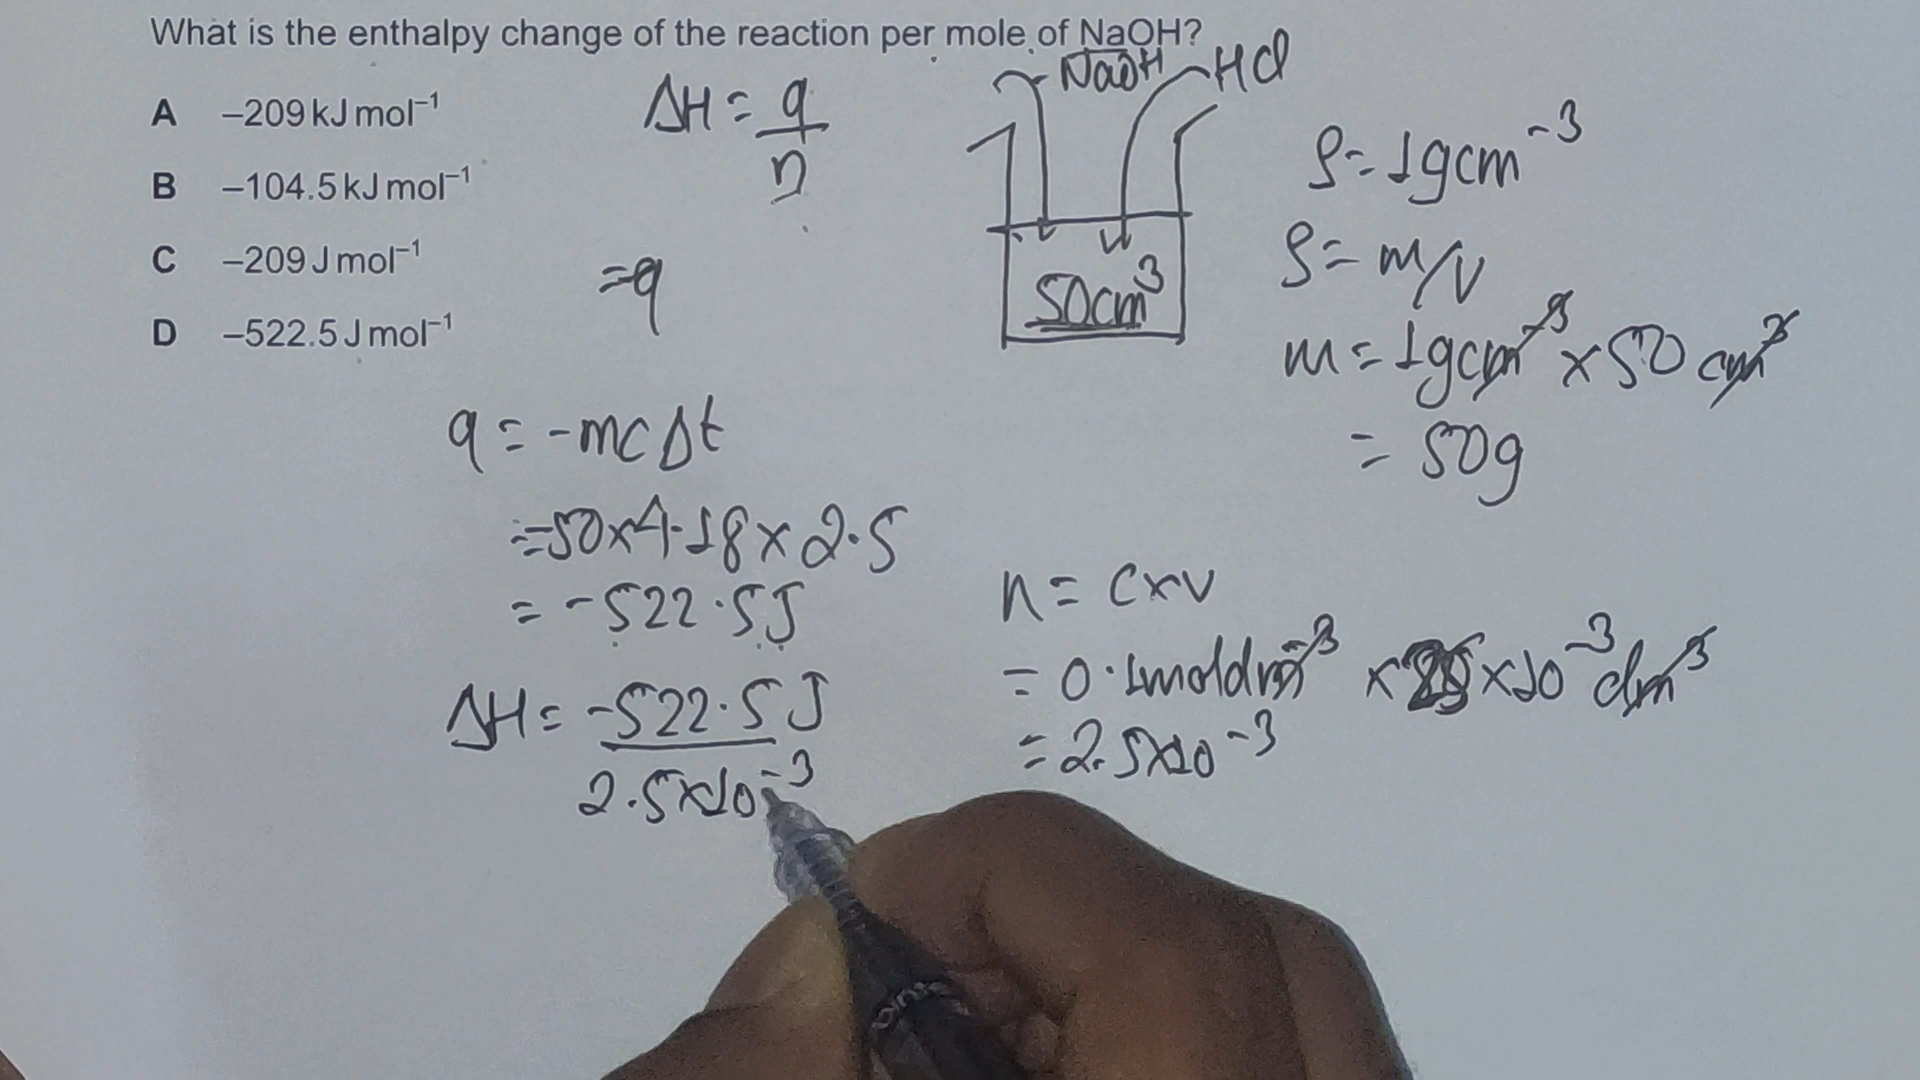 What is the enthalpy change of the reaction per mole of NaOH?
A −209 kJ mol⁻¹
B −104.5 kJ mol⁻¹
C −209 J mol⁻¹
D −522.5 J mol⁻¹
ΔH = q/n
= q
NaOH
HCl
50cm³
ρ = 1gcm⁻³
ρ = m/v
m = 1gcm⁻³ × 50 cm³
= 50g
q = -mcΔt
= -50×4.18×2.5
= -522.5J
ΔH = -522.5J
2.5×10⁻³
n = c×v
= 0.1moldm⁻³ × 25×10⁻³dm³
= 2.5×10⁻³